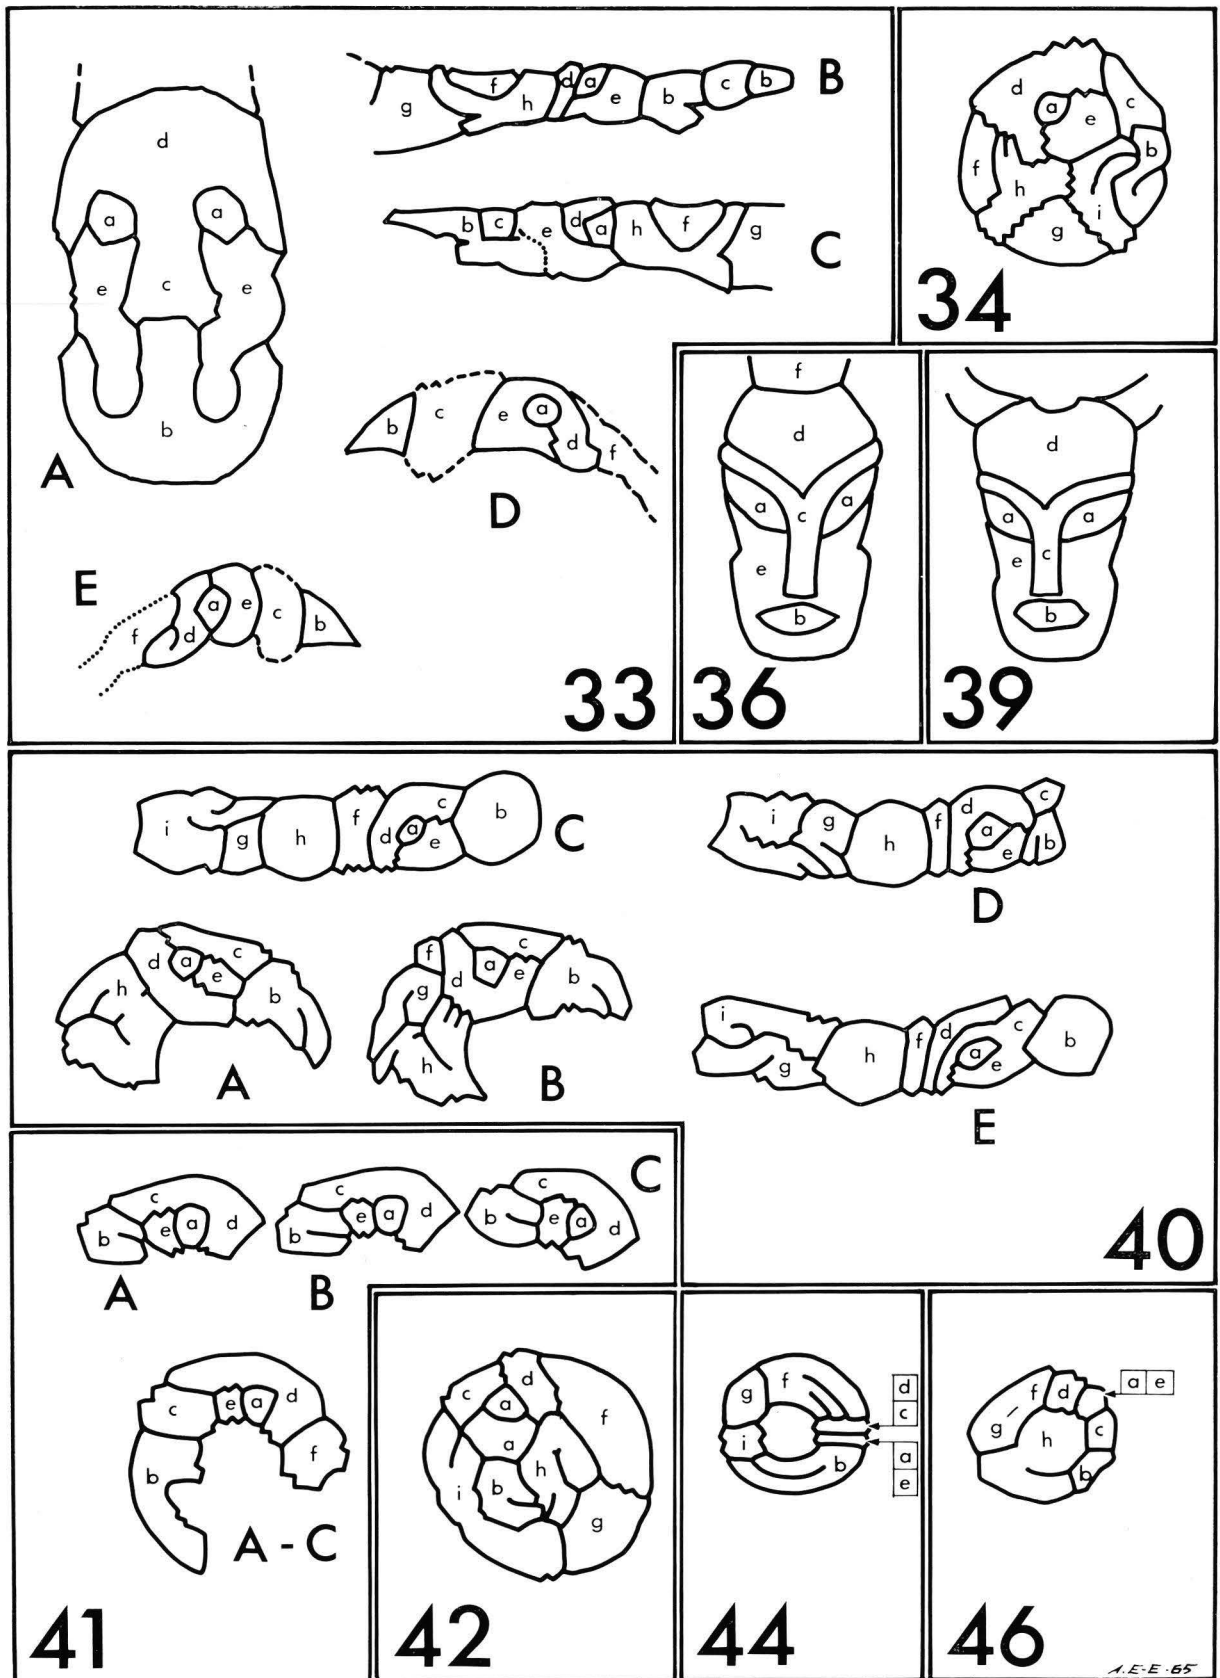 d
a a
e c e
b
A
g f h d a e b c b B
b c e d a h f g C
b c e a d f
D
E
f d a e c b
33
d c a e b f h i g
34
f
d
a c a
e
b
36
d
a a
e c
b
39
i g h f d a c e b C
i g h f d a e c b
D
d a c e h b
A
f c a e d b g h
B
i h f d c a e b g
E
40
c e a d b
A
c e a d b
B
c e a d b
C
d e a c f b
A - C
41
c d a f a h b i g
42
g f i b
d
c
a
e
44
f d g h c b
a e
46
A. E-E. 65